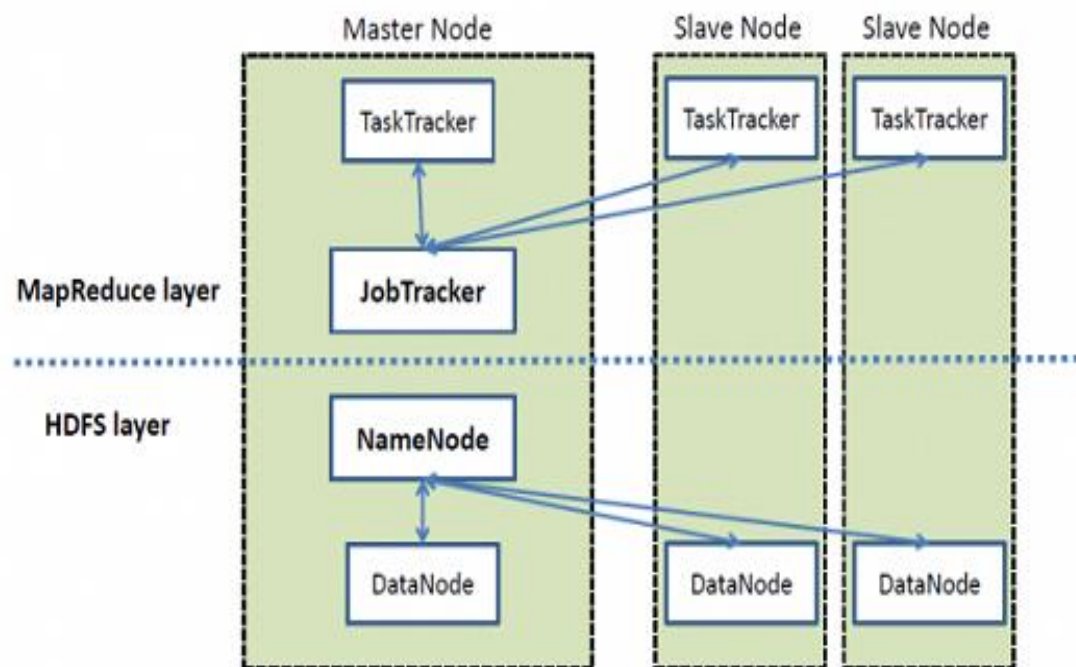 Master Node
Slave Node
Slave Node
TaskTracker
TaskTracker
TaskTracker
MapReduce layer
JobTracker
HDFS layer
NameNode
DataNode
DataNode
DataNode